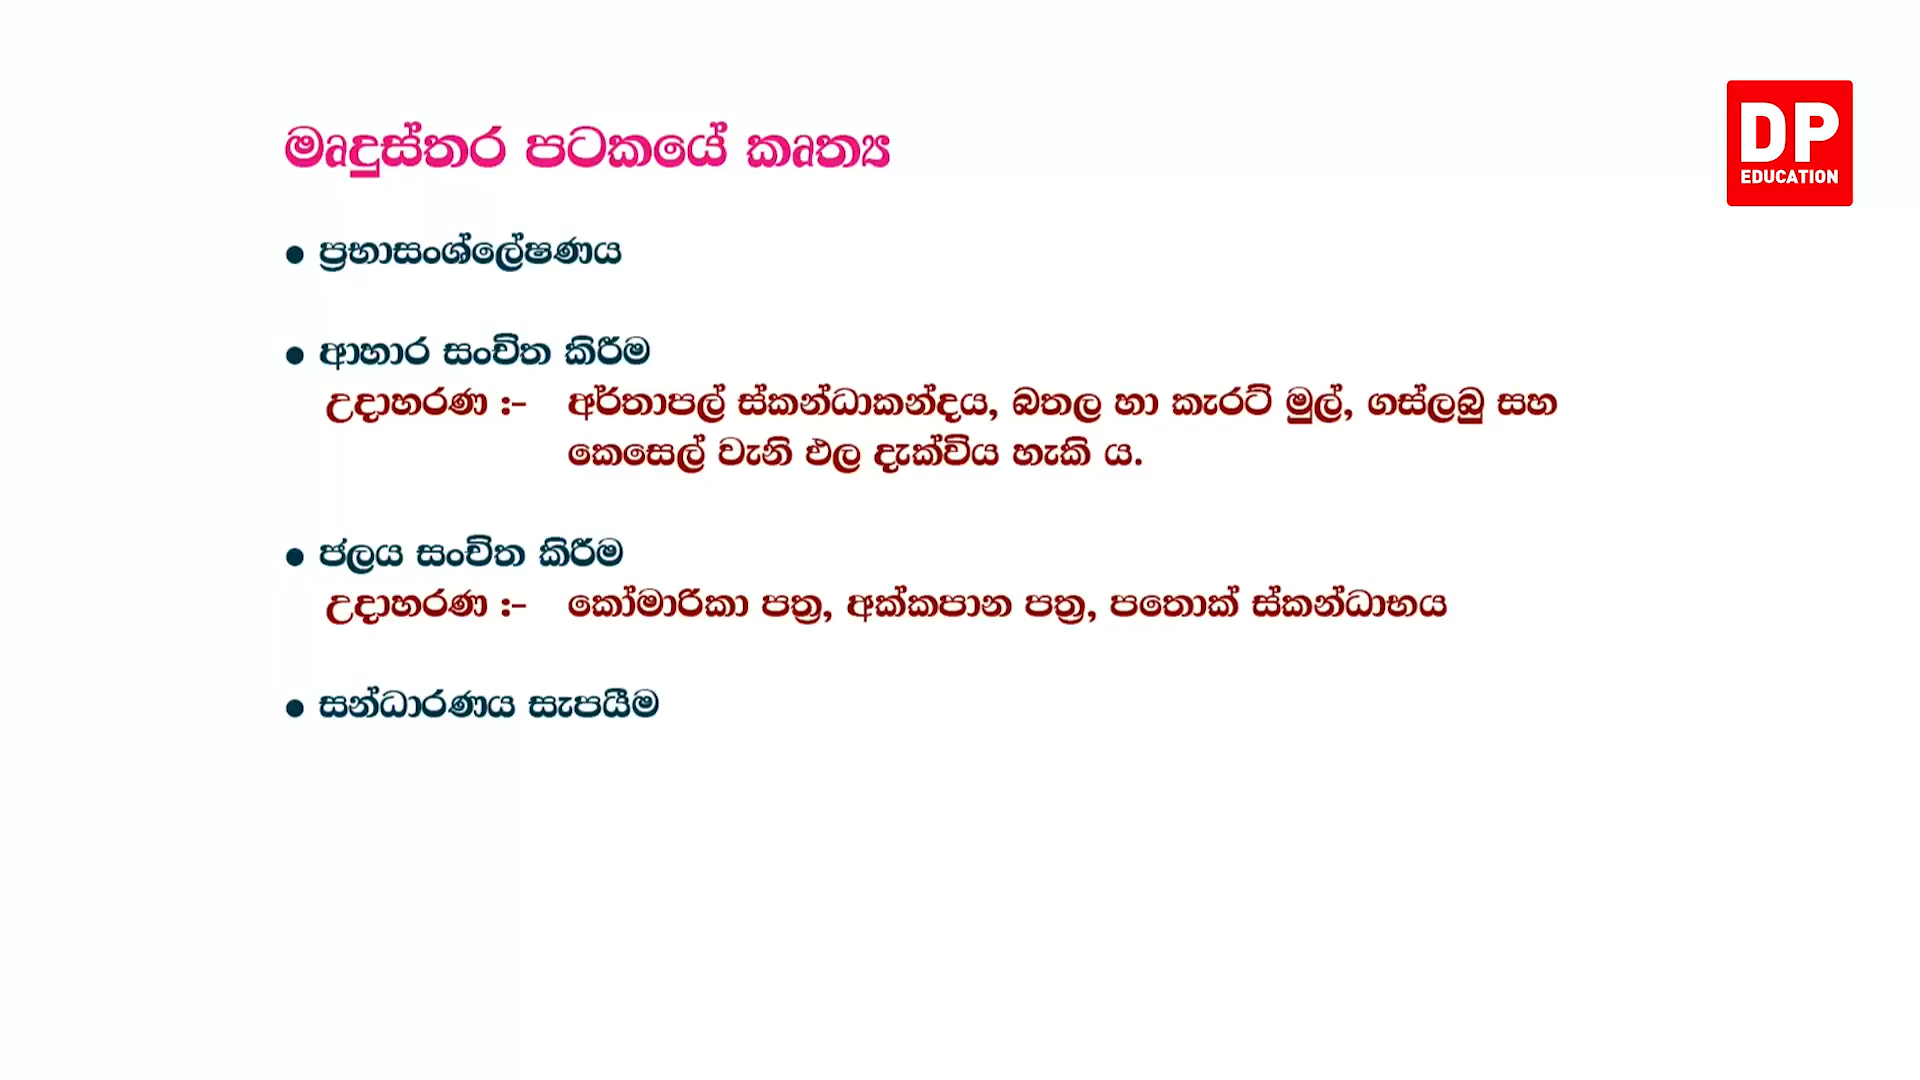 මෘදුස්තර පටකයේ කෘත්‍ය
DP
EDUCATION
• ප්‍රභාසංශ්ලේෂණය
• ආහාර සංචිත කිරීම
උදාහරණ :- අර්තාපල් ස්කන්ධාකන්දය, බතල හා කැරට් මුල්, ගස්ලබු සහ
කෙසෙල් වැනි ඵල දැක්විය හැකි ය.
• ජලය සංචිත කිරීම
උදාහරණ :- කෝමාරිකා පත්‍ර, අක්කපාන පත්‍ර, පතොක් ස්කන්ධාභය
• සන්ධාරණය සැපයීම